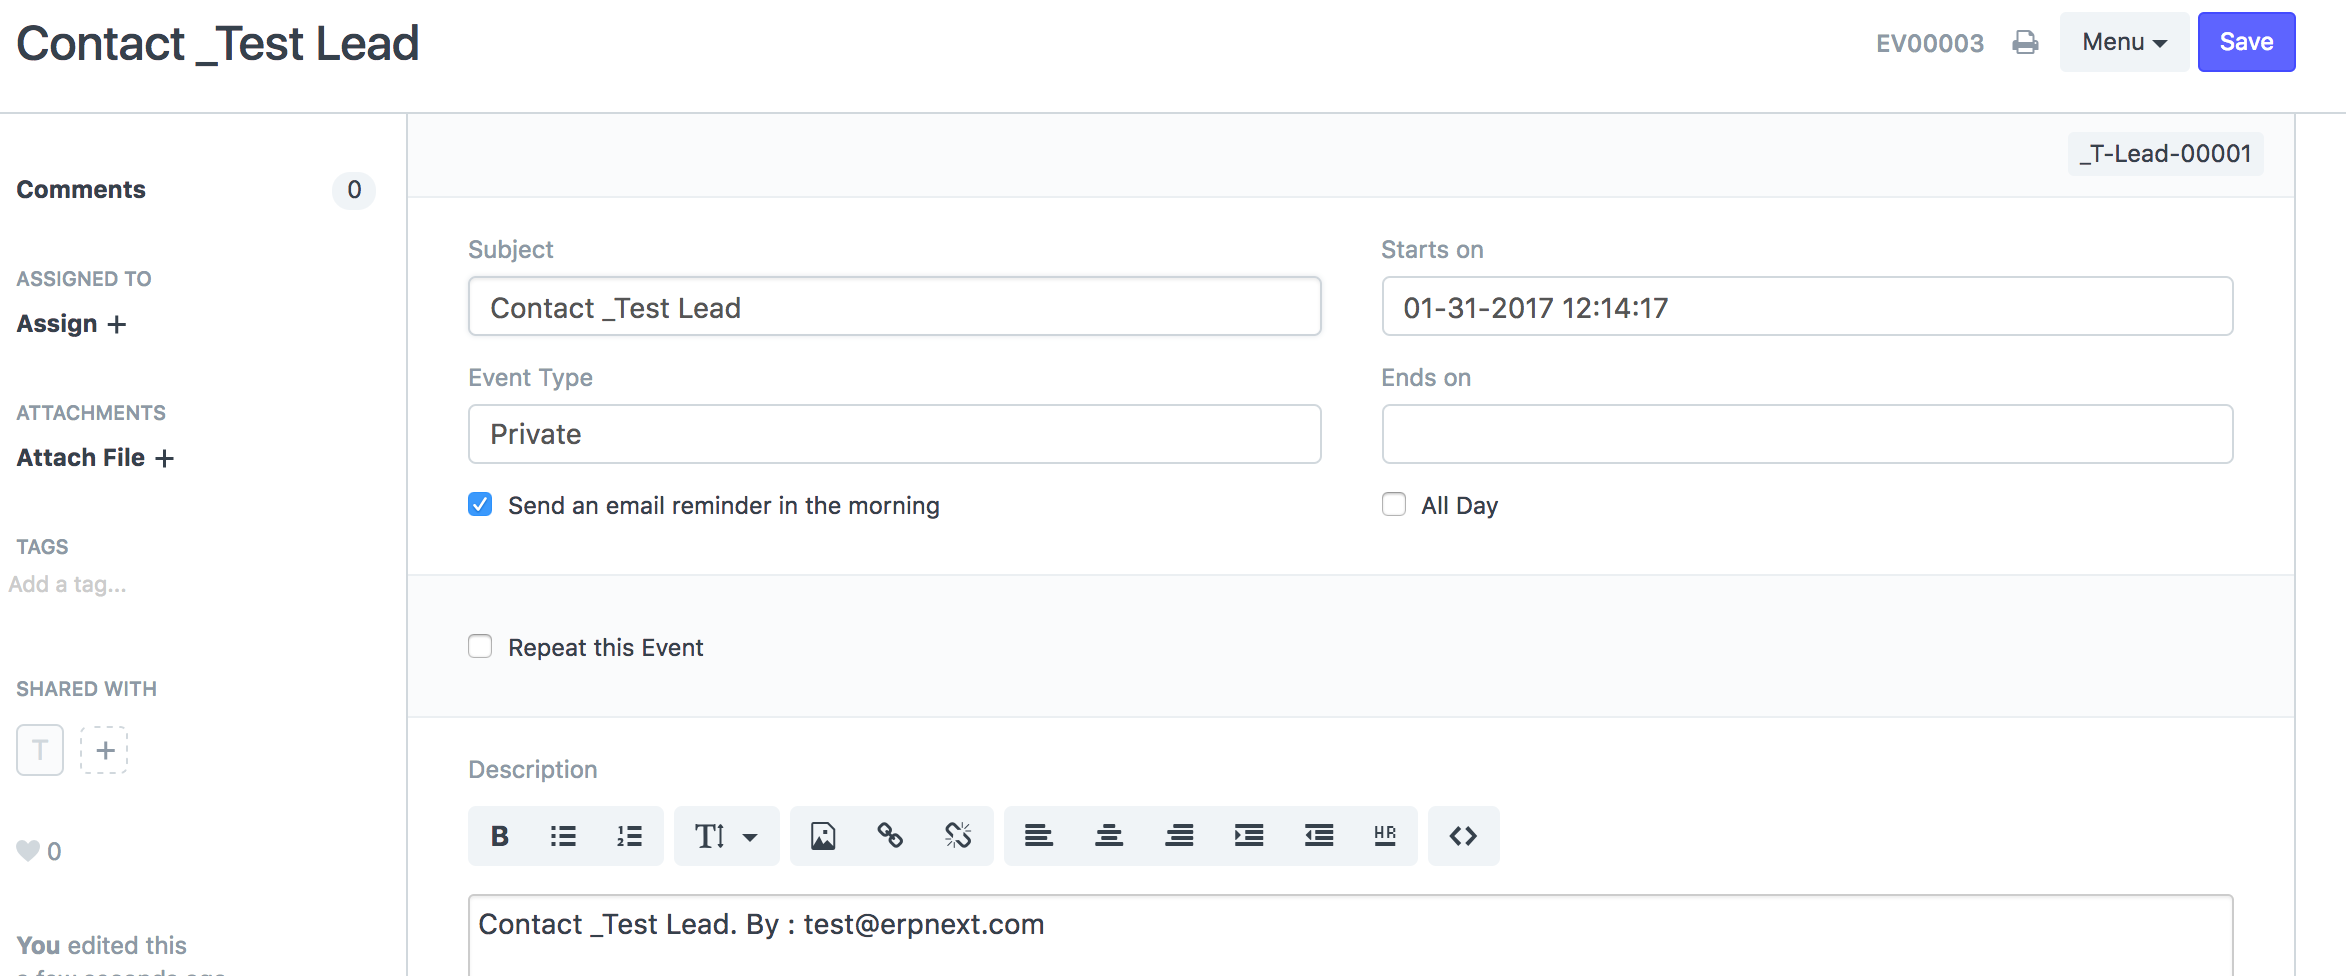 Contact _Test Lead
EV00003
Menu
Save
_T-Lead-00001
Comments
0
ASSIGNED TO
Assign +
ATTACHMENTS
Attach File +
TAGS
Add a tag...
SHARED WITH
T
+
0
You edited this
a few seconds ago
Subject
Contact _Test Lead
Starts on
01-31-2017 12:14:17
Event Type
Private
Ends on
Send an email reminder in the morning
All Day
Repeat this Event
Description
B
T
HR
Contact _Test Lead. By : test@erpnext.com